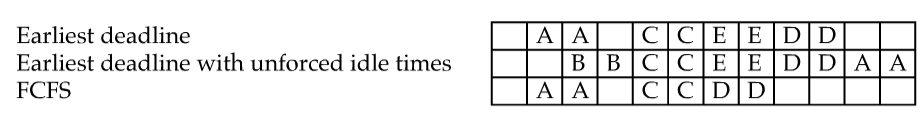 Earliest deadline A A C C E E D D
Earliest deadline with unforced idle times B B C C E E D D A A
FCFS A A C C D D